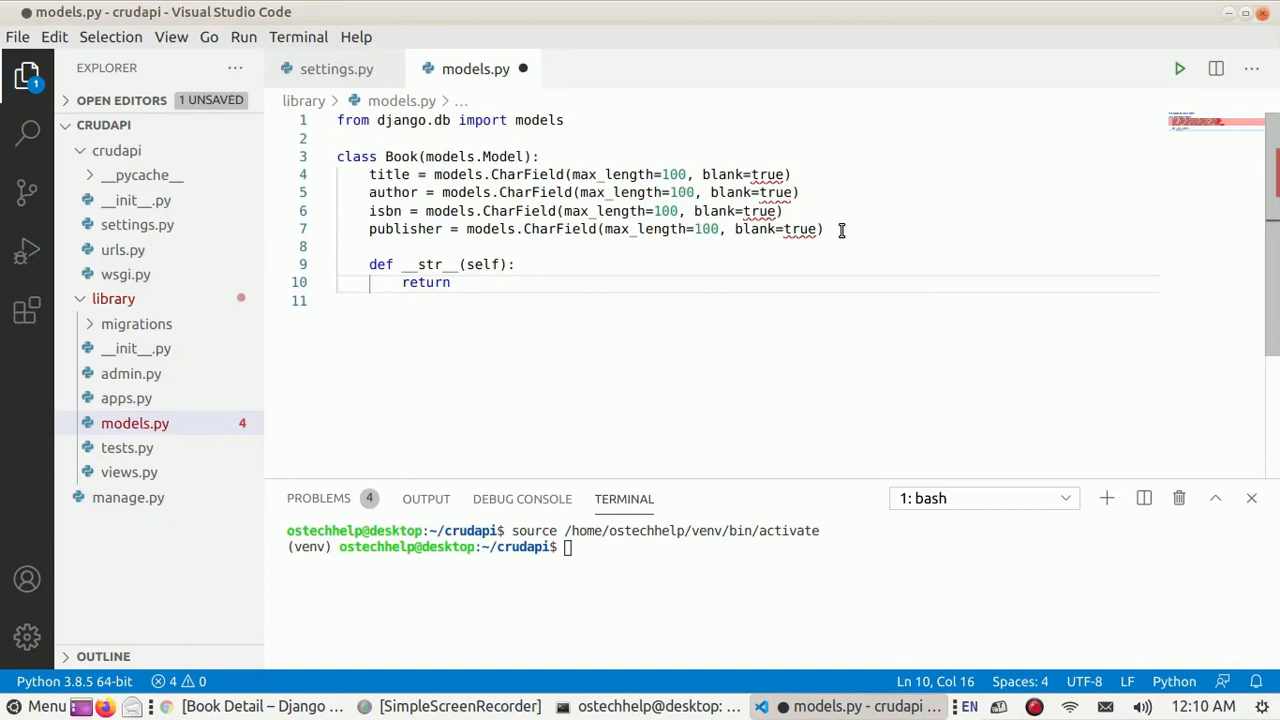 models.py - crudapi - Visual Studio Code
File Edit Selection View Go Run Terminal Help
EXPLORER
settings.py models.py
OPEN EDITORS 1 UNSAVED
library models.py ...
CRUDAPI
crudapi
__pycache__
__init__.py
settings.py
urls.py
wsgi.py
library
migrations
__init__.py
admin.py
apps.py
models.py 4
tests.py
views.py
manage.py
OUTLINE
1 from django.db import models
2
3 class Book(models.Model):
4 title = models.CharField(max_length=100, blank=true)
5 author = models.CharField(max_length=100, blank=true)
6 isbn = models.CharField(max_length=100, blank=true)
7 publisher = models.CharField(max_length=100, blank=true)
8
9 def __str__(self):
10 return
11
PROBLEMS 4 OUTPUT DEBUG CONSOLE TERMINAL 1: bash
ostechhelp@desktop:~/crudapi$ source /home/ostechhelp/venv/bin/activate
(venv) ostechhelp@desktop:~/crudapi$
1
Python 3.8.5 64-bit 4 0 Ln 10, Col 16 Spaces: 4 UTF-8 LF Python
Menu [Book Detail – Django ... [SimpleScreenRecorder] ostechhelp@desktop: ... models.py - crudapi ... EN 12:10 AM